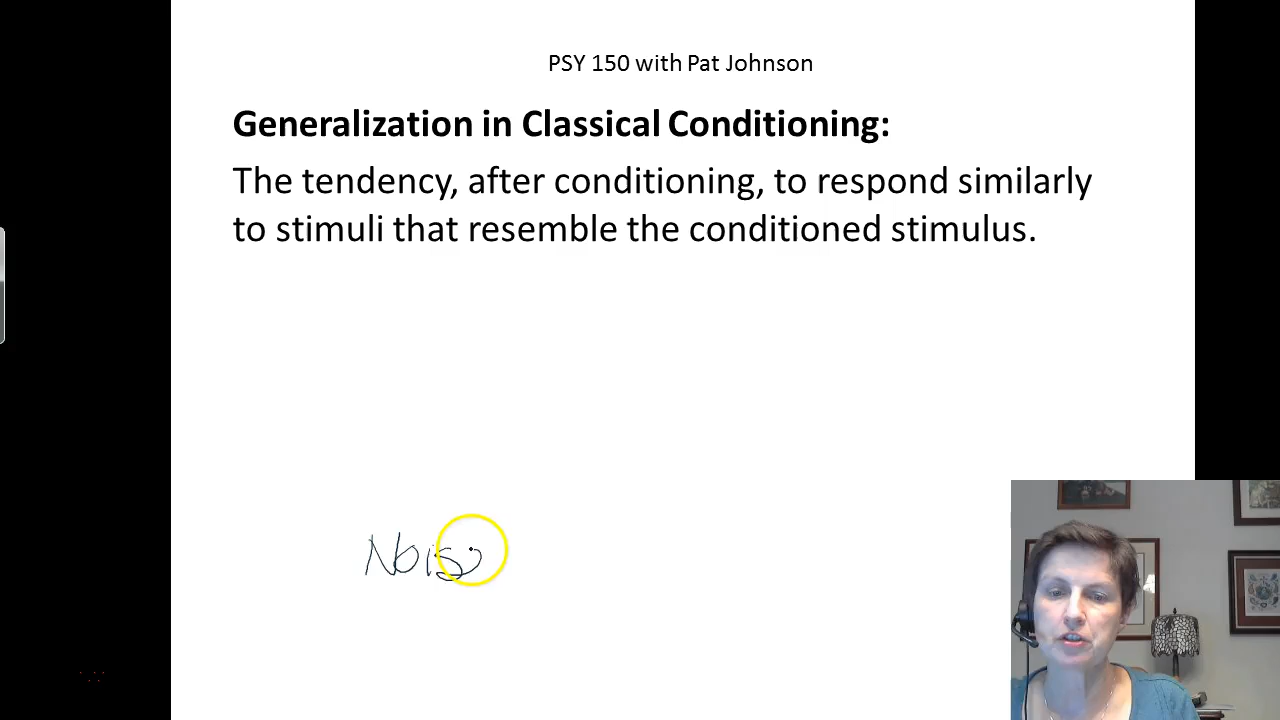 PSY 150 with Pat Johnson
Generalization in Classical Conditioning:
The tendency, after conditioning, to respond similarly
to stimuli that resemble the conditioned stimulus.
Nois